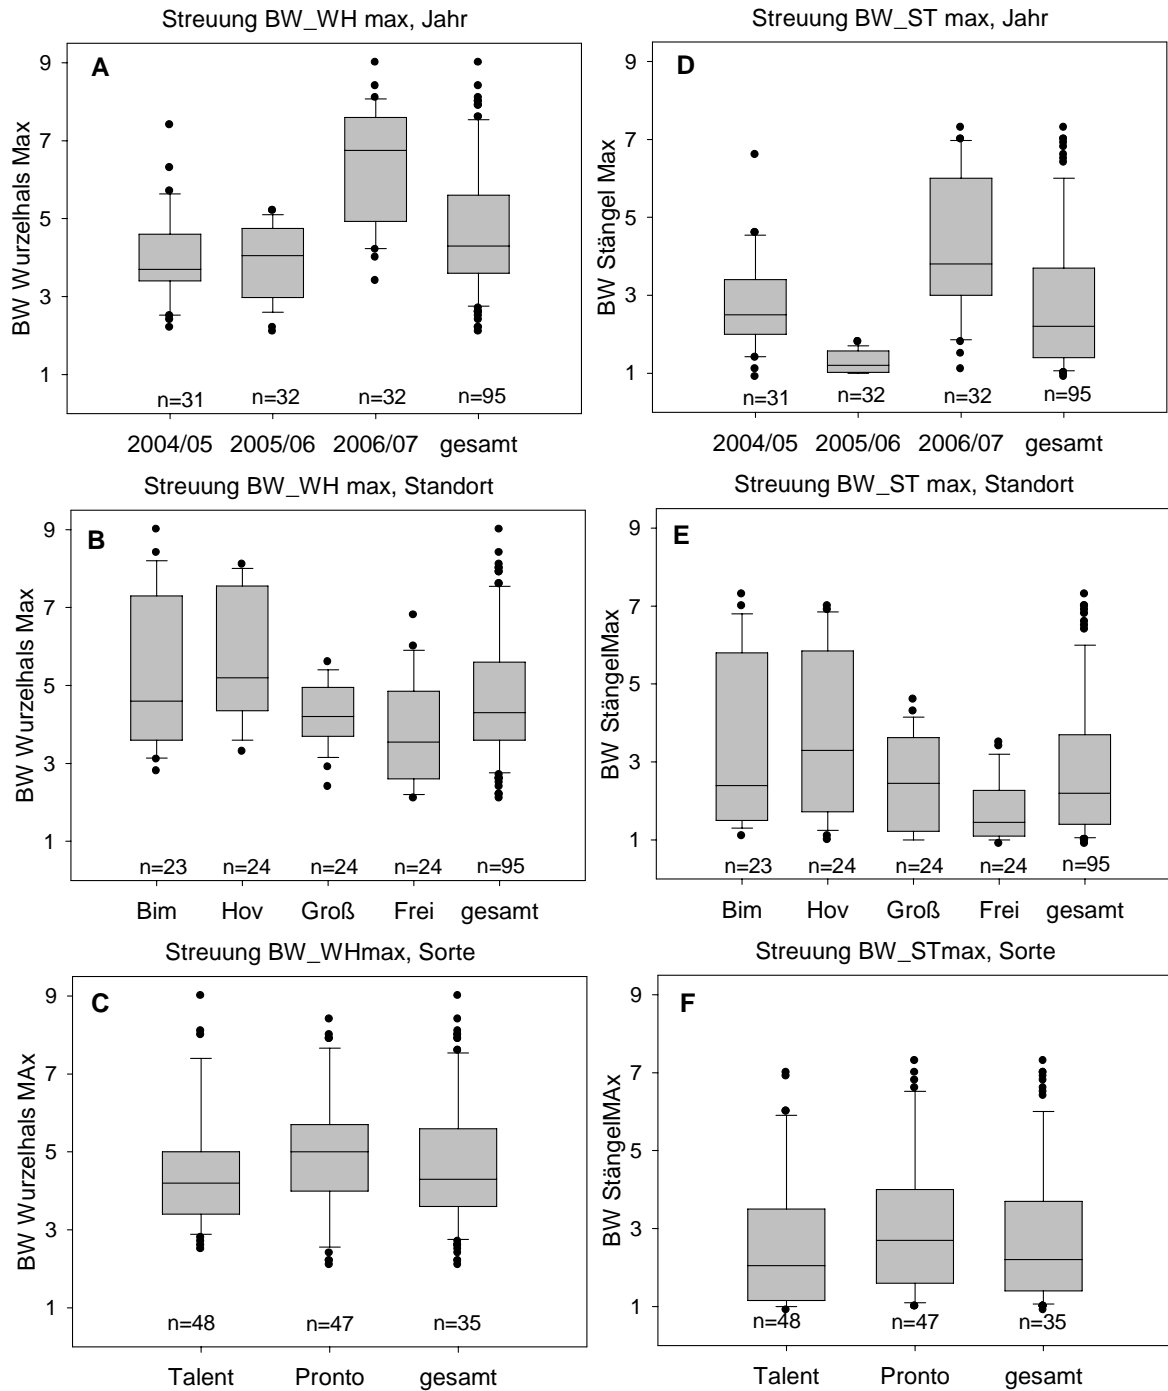 Streuung BW_WH max, Jahr
A
BW Wurzelhals Max
9
7
5
3
1
n=31 n=32 n=32 n=95
2004/05 2005/06 2006/07 gesamt
Streuung BW_ST max, Jahr
D
BW Stängel Max
9
7
5
3
1
n=31 n=32 n=32 n=95
2004/05 2005/06 2006/07 gesamt
Streuung BW_WH max, Standort
B
BW Wurzelhals Max
9
7
5
3
1
n=23 n=24 n=24 n=24 n=95
Bim Hov Groß Frei gesamt
Streuung BW_ST max, Standort
E
BW StängelMax
9
7
5
3
1
n=23 n=24 n=24 n=24 n=95
Bim Hov Groß Frei gesamt
Streuung BW_WHmax, Sorte
C
BW Wurzelhals MAx
9
7
5
3
1
n=48 n=47 n=35
Talent Pronto gesamt
Streuung BW_STmax, Sorte
F
BW StängelMAx
9
7
5
3
1
n=48 n=47 n=35
Talent Pronto gesamt